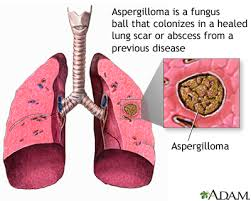 Aspergilloma is a fungus
ball that colonizes in a healed
lung scar or abscess from a
previous disease
Aspergilloma
ADAM.